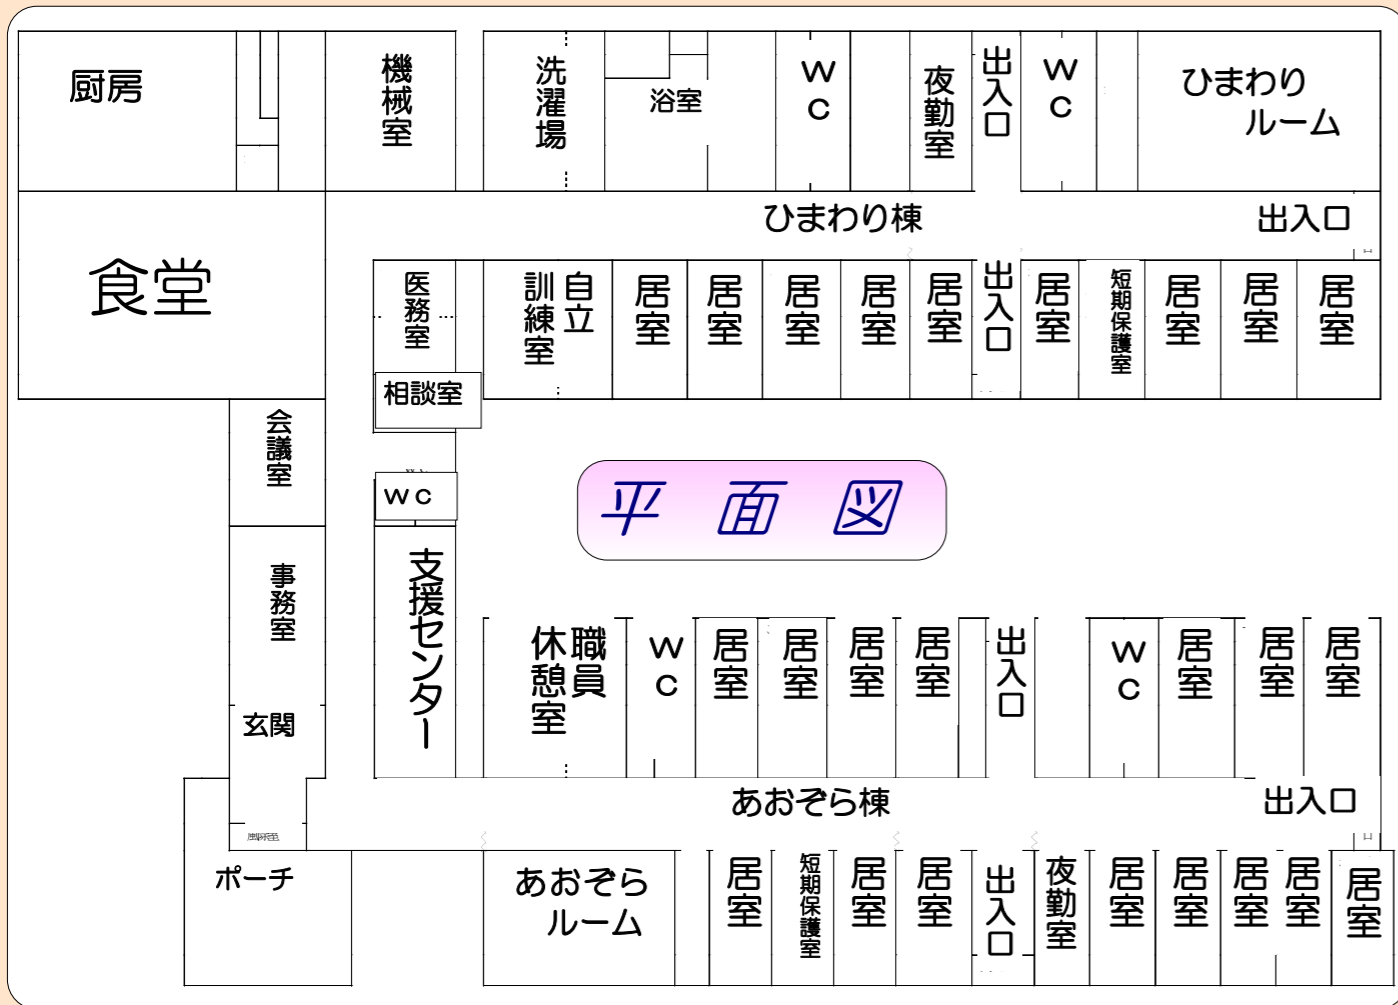 厨房
機械室
洗濯場
浴室
WC
夜勤室
出入口
WC
ひまわり
ルーム
ひまわり棟
出入口
食堂
医務室
自立
訓練室
居室
居室
居室
居室
居室
出入口
居室
短期保護室
居室
居室
居室
相談室
会議室
WC
平面図
事務室
支援センター
職員
休憩室
WC
居室
居室
居室
居室
出入口
WC
居室
居室
居室
玄関
あおぞら棟
出入口
ポーチ
あおぞら
ルーム
居室
短期保護室
居室
居室
出入口
夜勤室
居室
居室
居室
居室
居室